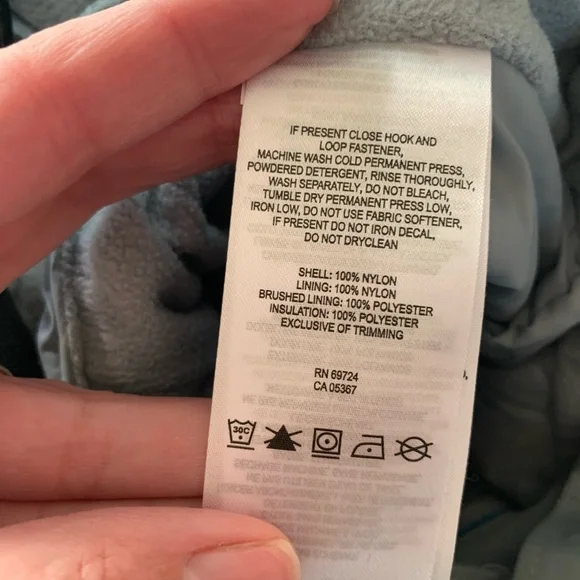 IF PRESENT CLOSE HOOK AND
LOOP FASTENER,
MACHINE WASH COLD PERMANENT PRESS,
POWDERED DETERGENT, RINSE THOROUGHLY,
WASH SEPARATELY, DO NOT BLEACH,
TUMBLE DRY PERMANENT PRESS LOW,
IRON LOW, DO NOT USE FABRIC SOFTENER,
IF PRESENT DO NOT IRON DECAL,
DO NOT DRYCLEAN
SHELL: 100% NYLON
LINING: 100% NYLON
BRUSHED LINING: 100% POLYESTER
INSULATION: 100% POLYESTER
EXCLUSIVE OF TRIMMING
RN 69724
CA 05367
30C